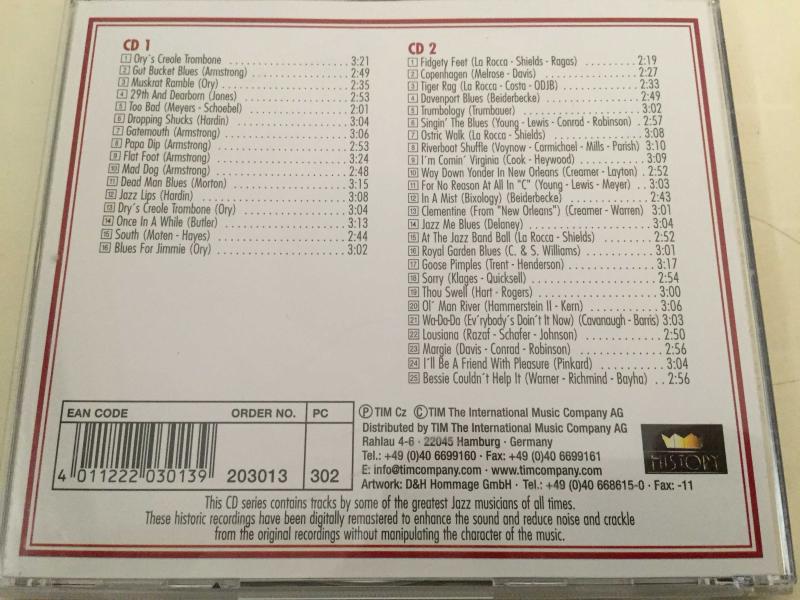 CD 1
1 Ory's Creole Trombone 3:21
2 Gut Bucket Blues (Armstrong) 2:49
3 Muskrat Ramble (Ory) 2:35
4 29th And Dearborn (Jones) 2:53
5 Too Bad (Meyers - Schoebel) 2:01
6 Dropping Shucks (Hardin) 3:04
7 Gatemouth (Armstrong) 3:06
8 Papa Dip (Armstrong) 2:53
9 Flat Foot (Armstrong) 3:24
10 Mad Dog (Armstrong) 2:48
11 Dead Man Blues (Morton) 3:15
12 Jazz Lips (Hardin) 3:08
13 Dry's Creole Trombone (Ory) 3:04
14 Once In A While (Butler) 3:13
15 South (Moten - Hayes) 2:44
16 Blues For Jimmie (Ory) 3:02
CD 2
1 Fidgety Feet (La Rocca - Shields - Ragas) 2:19
2 Copenhagen (Melrose - Davis) 2:27
3 Tiger Rag (La Rocca - Costa - ODJB) 2:33
4 Davenport Blues (Beiderbecke) 2:49
5 Trumbology (Trumbauer) 3:02
6 Singin' The Blues (Young - Lewis - Conrad - Robinson) 2:57
7 Ostric Walk (La Rocca - Shields) 3:08
8 Riverboat Shuffle (Voynow - Carmichael - Mills - Parish) 3:10
9 I'm Comin' Virginia (Cook - Heywood) 3:09
10 Way Down Yonder In New Orleans (Creamer - Layton) 2:52
11 For No Reason At All In "C" (Young - Lewis - Meyer) 3:03
12 In A Mist (Bixology) (Beiderbecke) 2:43
13 Clementine (From "New Orleans") (Creamer - Warren) 3:01
14 Jazz Me Blues (Delaney) 3:04
15 At The Jazz Band Ball (La Rocca - Shields) 2:52
16 Royal Garden Blues (C. & S. Williams) 3:01
17 Goose Pimples (Trent - Henderson) 3:17
18 Sorry (Klages - Quicksell) 2:54
19 Thou Swell (Hart - Rogers) 3:00
20 Ol' Man River (Hammerstein II - Kern) 3:06
21 Wa-Da-Da (Ev'rybody's Doin't It Now) (Cavanaugh - Barris) 3:03
22 Lousiana (Razaf - Schafer - Johnson) 2:50
23 Margie (Davis - Conrad - Robinson) 2:56
24 I'll Be A Friend With Pleasure (Pinkard) 3:04
25 Bessie Couldn't Help It (Warner - Richmind - Bayha) 2:56
EAN CODE ORDER NO. PC
4 011222 030139 203013 302
Ⓟ TIM Cz ©TIM The International Music Company AG
Distributed by TIM The International Music Company AG
Rahlau 4-6 · 22045 Hamburg · Germany
Tel.: +49 (0)40 6699160 · Fax: +49 (0)40 6699161
E: info@timcompany.com · www.timcompany.com
Artwork: D&H Hommage GmbH · Tel.: +49 (0)40 668615-0 · Fax: -11
HISTORY
This CD series contains tracks by some of the greatest Jazz musicians of all times.
These historic recordings have been digitally remastered to enhance the sound and reduce noise and crackle
from the original recordings without manipulating the character of the music.